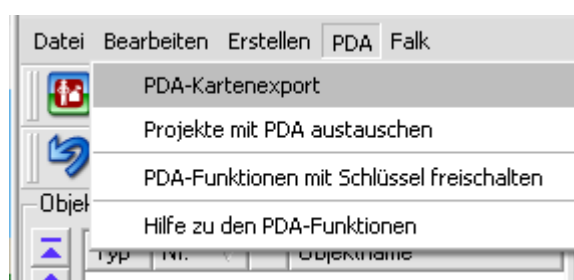 Datei Bearbeiten Erstellen PDA Falk
PDA-Kartenexport
Projekte mit PDA austauschen
PDA-Funktionen mit Schlüssel freischalten
Hilfe zu den PDA-Funktionen
Objek
Typ Nr. Objektname